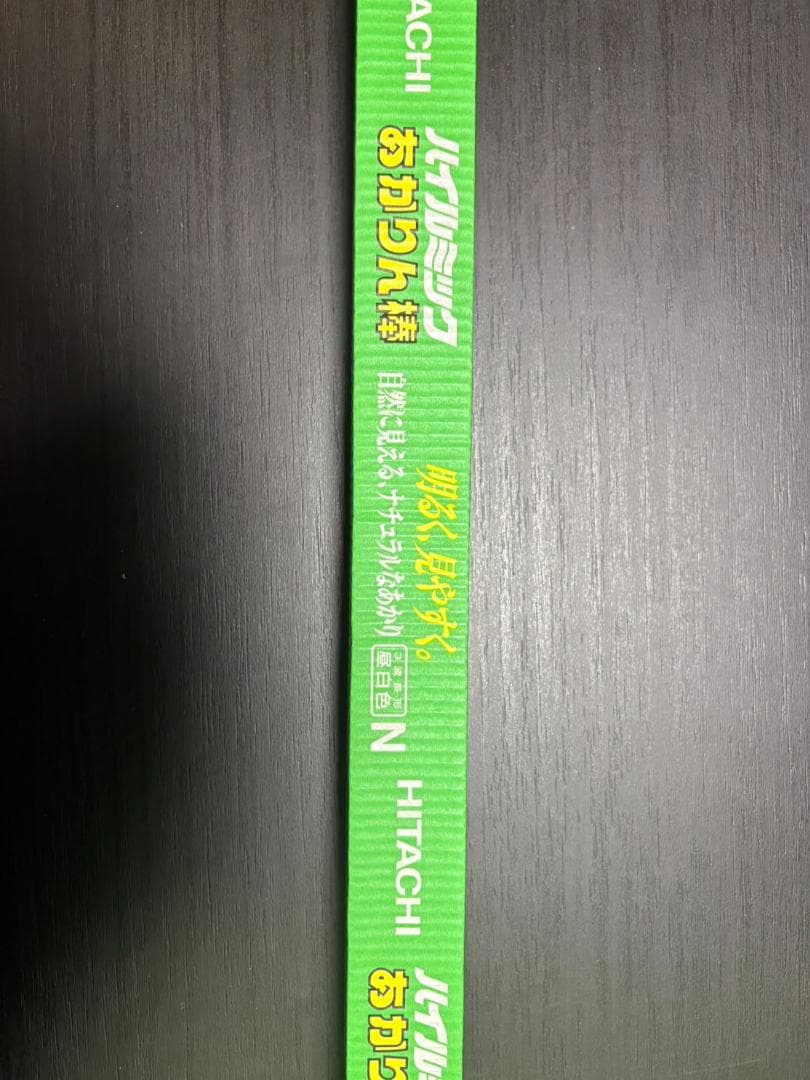 ACHI
ハイルミック
あかりん棒
明るく、見やすく。
自然に見える、ナチュラルなあかり
3波長形
昼白色
N
HITACHI
ハイルミ
あかり